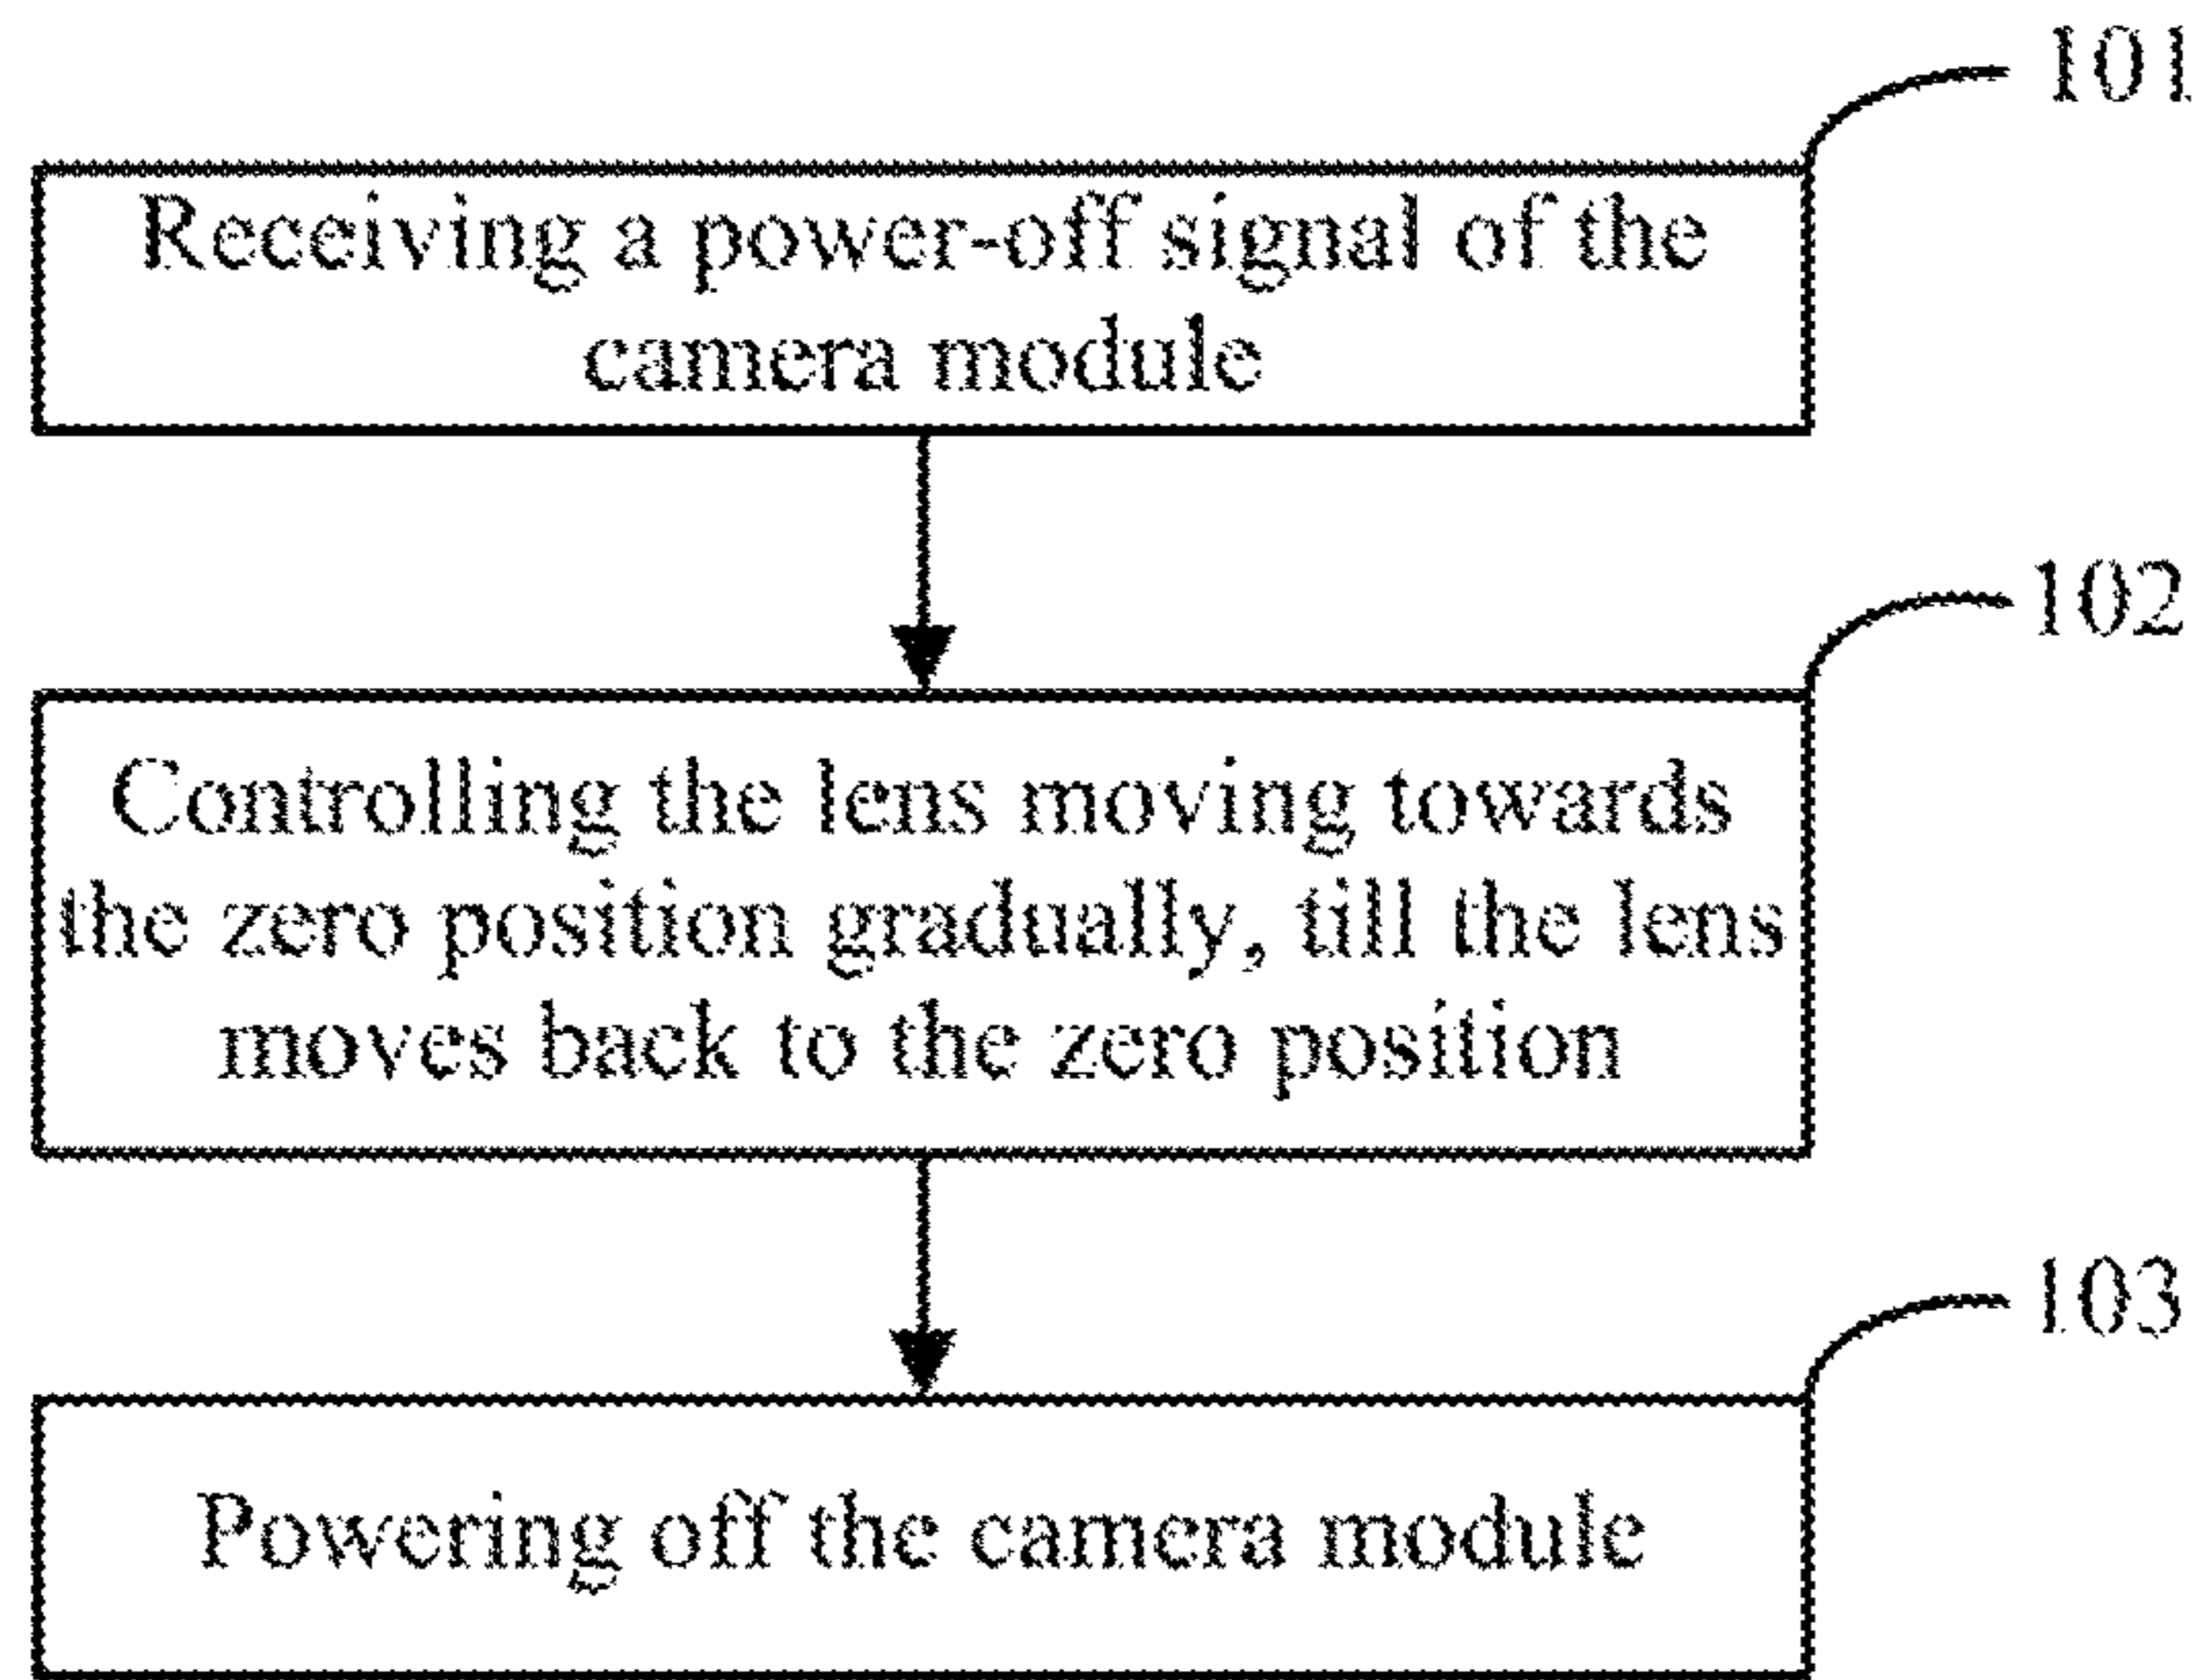 101
Receiving a power-off signal of the
camera module
102
Controlling the lens moving towards
the zero position gradually, till the lens
moves back to the zero position
103
Powering off the camera module